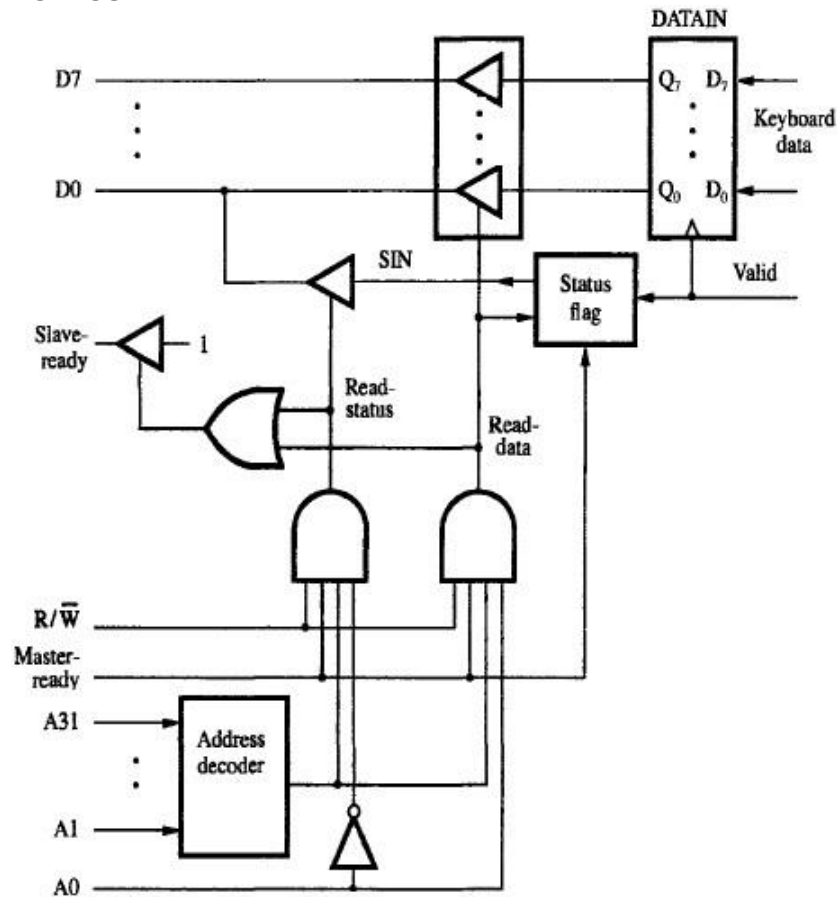 DATAIN
D7
Q7 D7
Keyboard
data
D0
Q0 D0
SIN
Status
flag
Valid
Slave-
ready
1
Read-
status
Read-
data
R/W̅
Master-
ready
A31
Address
decoder
A1
A0